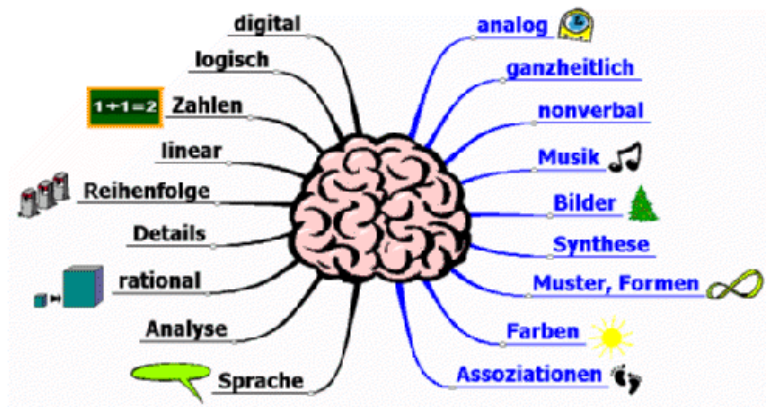 digital
logisch
1+1=2 Zahlen
linear
Reihenfolge
Details
rational
Analyse
Sprache
analog
ganzheitlich
nonverbal
Musik
Bilder
Synthese
Muster, Formen
Farben
Assoziationen